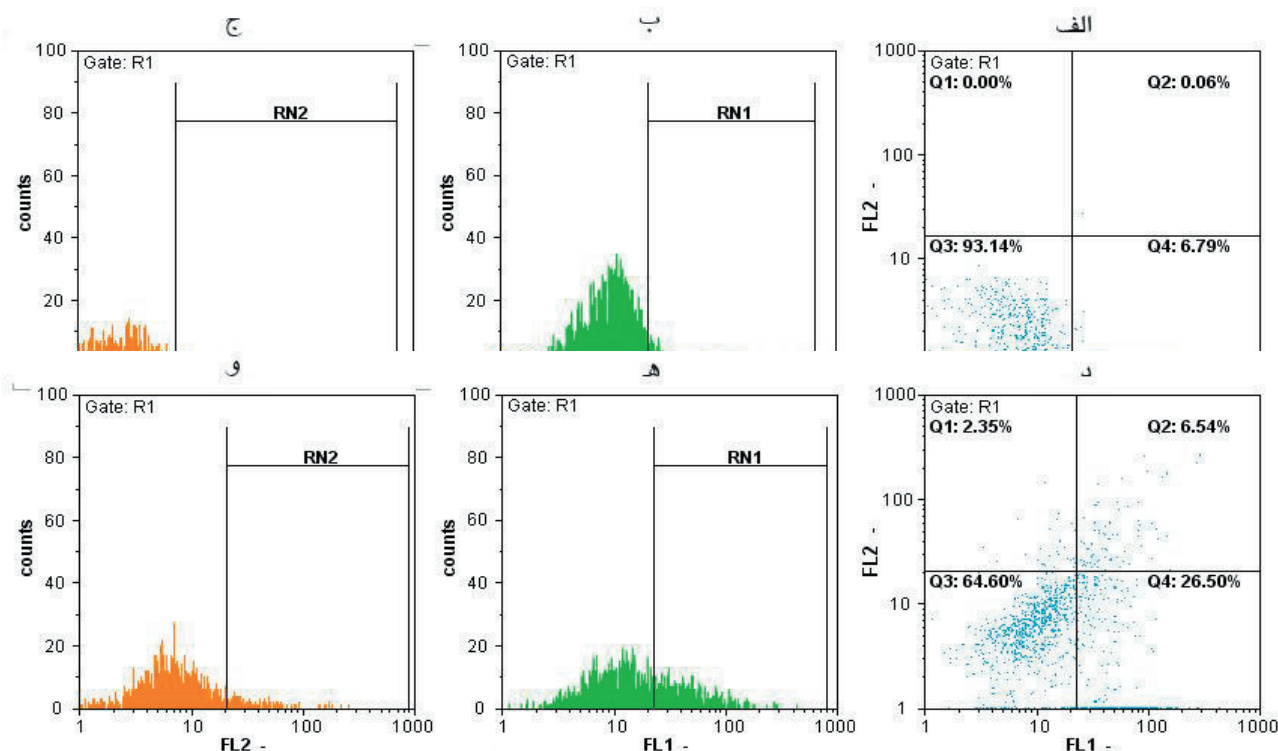 ج
ب
الف
Gate: R1
RN2
100
80
60
40
20
counts
Gate: R1
RN1
100
80
60
40
20
counts
Gate: R1
Q1: 0.00%
Q2: 0.06%
Q3: 93.14%
Q4: 6.79%
1000
100
10
FL2 -
و
هـ
د
Gate: R1
RN2
100
80
60
40
20
0
counts
1
10
100
1000
FL2 -
Gate: R1
RN1
100
80
60
40
20
0
counts
1
10
100
1000
FL1 -
Gate: R1
Q1: 2.35%
Q2: 6.54%
Q3: 64.60%
Q4: 26.50%
1000
100
10
1
FL2 -
1
10
100
1000
FL1 -